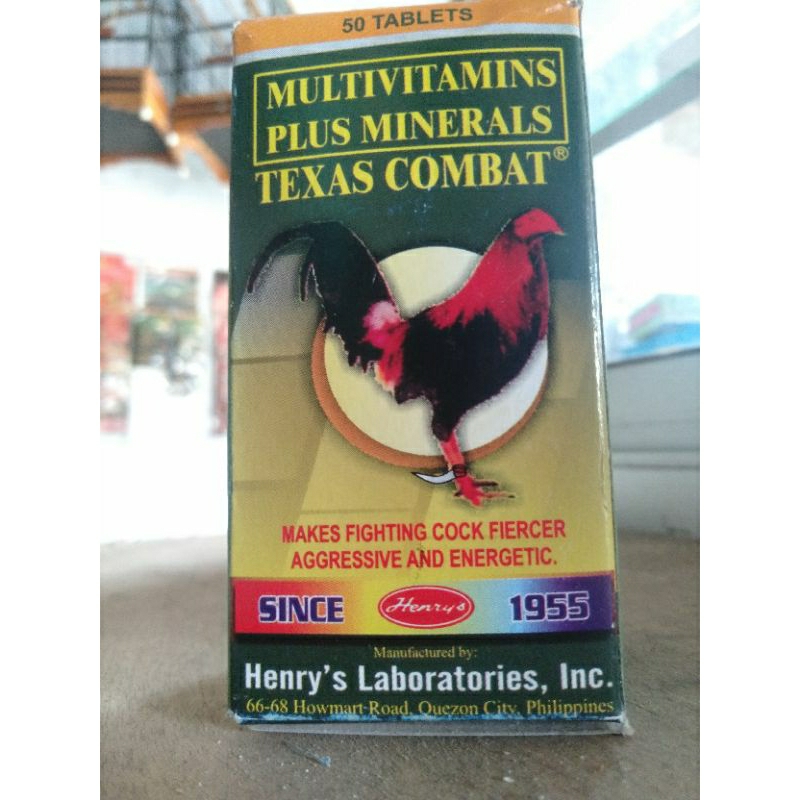 50 TABLETS
MULTIVITAMINS
PLUS MINERALS
TEXAS COMBAT®
MAKES FIGHTING COCK FIERCER
AGGRESSIVE AND ENERGETIC.
SINCE Henry's 1955
Manufactured by:
Henry's Laboratories, Inc.
66-68 Howmart Road, Quezon City, Philippines